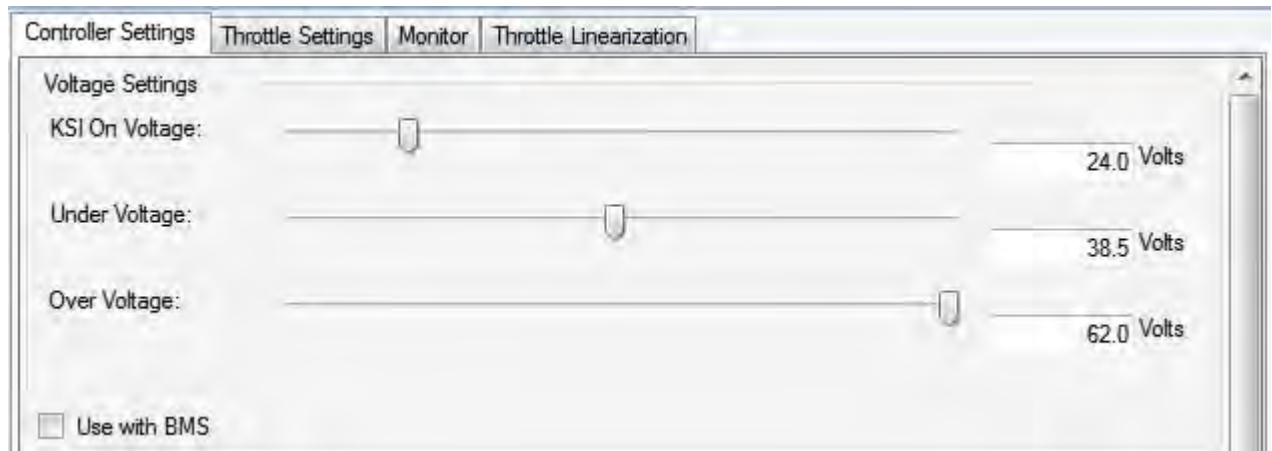 Controller Settings Throttle Settings Monitor Throttle Linearization
Voltage Settings
KSI On Voltage: 24.0 Volts
Under Voltage: 38.5 Volts
Over Voltage: 62.0 Volts
Use with BMS